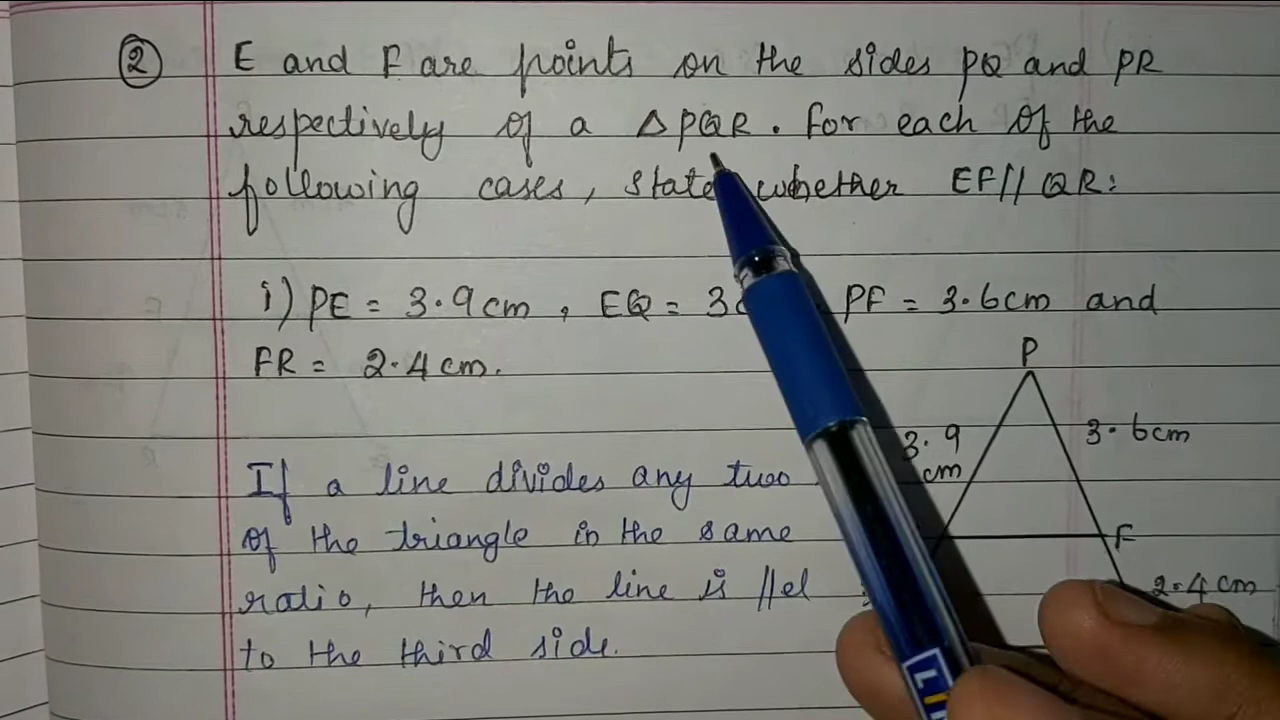 ② E and F are points on the sides PQ and PR
respectively of a △PQR. For each of the
following cases, state whether EF // QR:
i) PE = 3.9 cm, EQ = 3 PF = 3.6cm and
FR = 2.4 cm.
P
3.9
cm
3.6cm
If a line divides any two
of the triangle in the same
ratio, then the line is //el
to the third side.
F
2.4 cm
LI